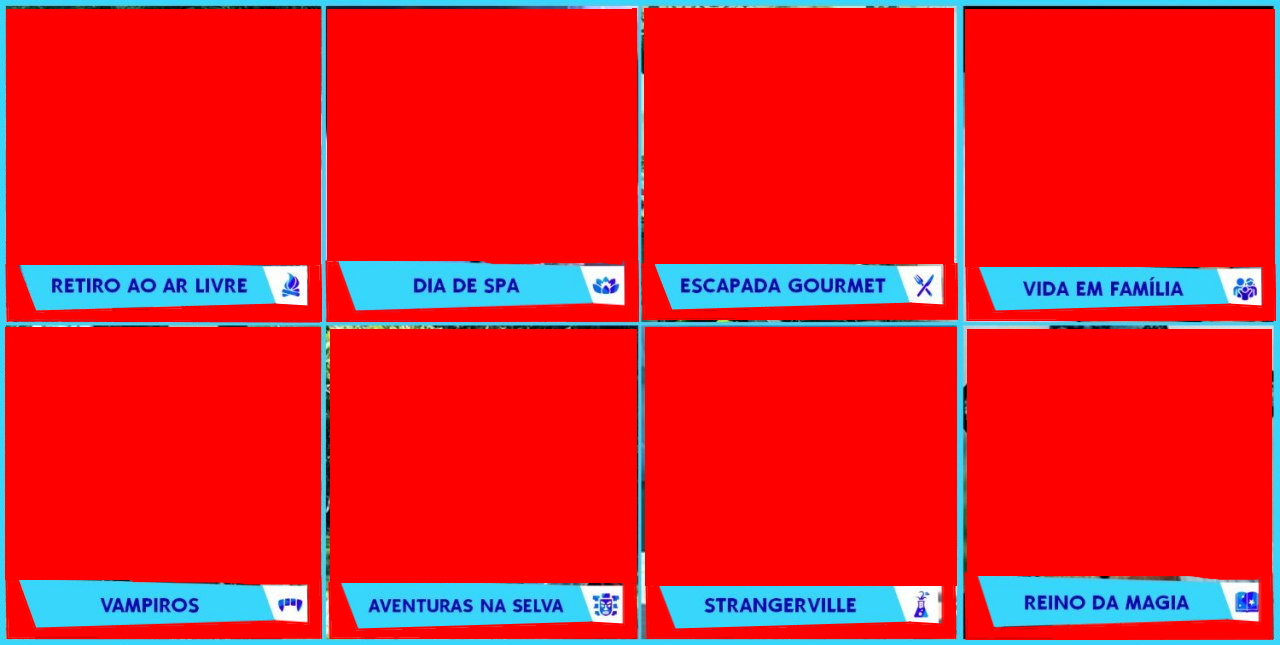 RETIRO AO AR LIVRE
DIA DE SPA
ESCAPADA GOURMET
VIDA EM FAMÍLIA
VAMPIROS
AVENTURAS NA SELVA
STRANGERVILLE
REINO DA MAGIA